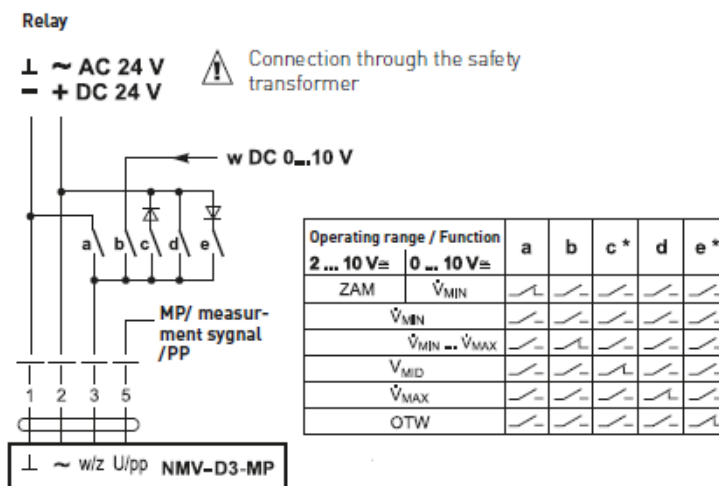 Relay
⊥ ~ AC 24 V
− + DC 24 V
Connection through the safety
transformer
w DC 0...10 V
a b c d e
MP/ measur-
ment sygnal
/PP
1 2 3 5
⊥ ~ w/z U/pp NMV-D3-MP
Operating range / Function a b c * d e *
2 ... 10 V≅ 0 ... 10 V≅
ZAM V̇MIN
V̇MIN
V̇MIN ... V̇MAX
VMID
V̇MAX
OTW